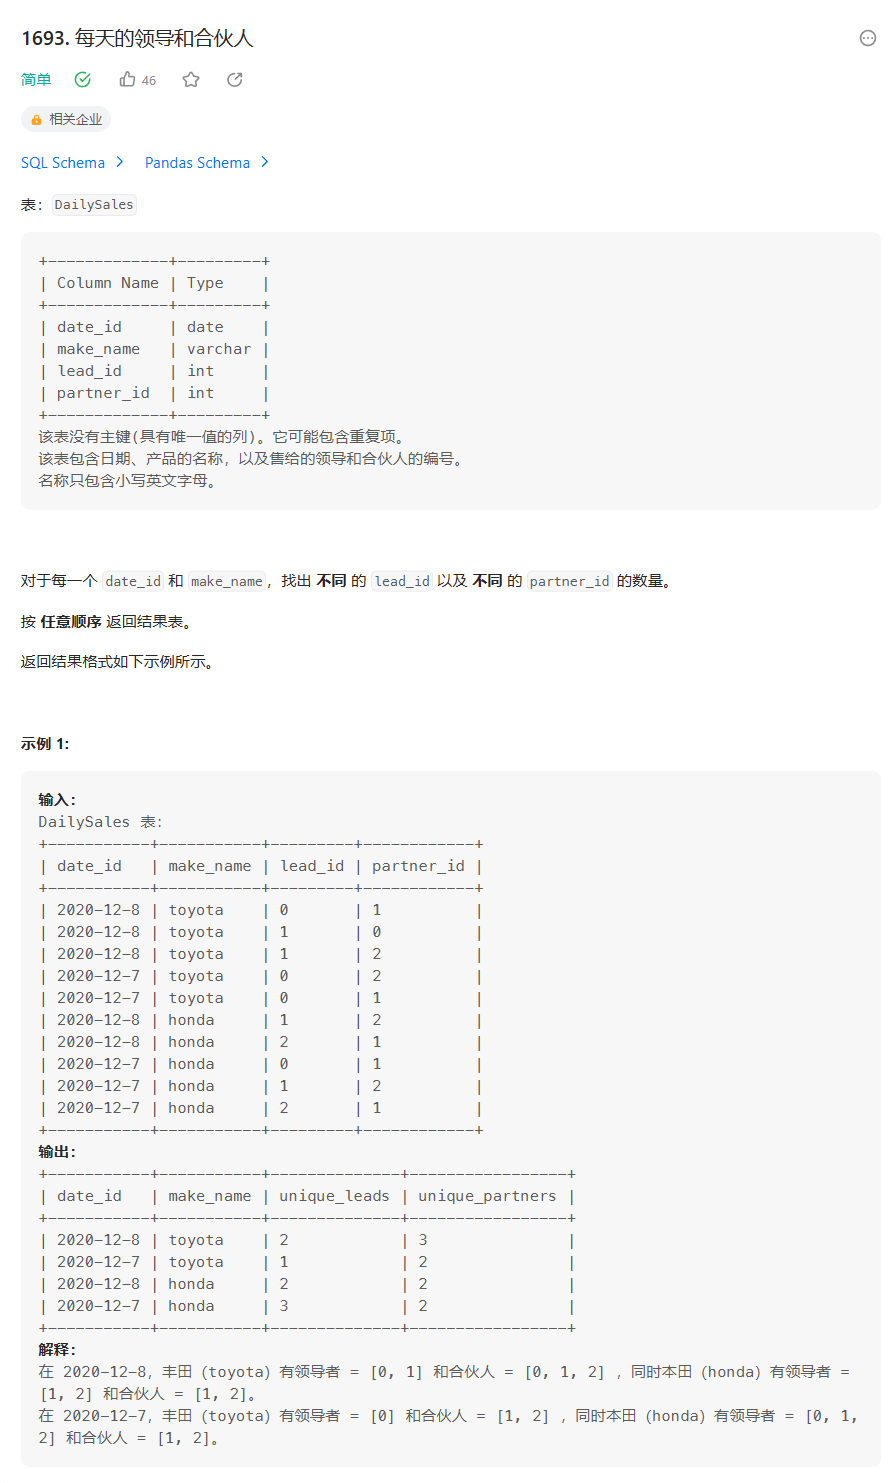 1693. 每天的领导和合伙人
简单 46
相关企业
SQL Schema > Pandas Schema >
表：DailySales
+-------------+---------+
| Column Name | Type    |
+-------------+---------+
| date_id     | date    |
| make_name   | varchar |
| lead_id     | int     |
| partner_id  | int     |
+-------------+---------+
该表没有主键(具有唯一值的列)。它可能包含重复项。
该表包含日期、产品的名称，以及售给的领导和合伙人的编号。
名称只包含小写英文字母。
对于每一个 date_id 和 make_name，找出 不同 的 lead_id 以及 不同 的 partner_id 的数量。
按 任意顺序 返回结果表。
返回结果格式如下示例所示。
示例 1:
输入：
DailySales 表：
+-----------+-----------+---------+------------+
| date_id   | make_name | lead_id | partner_id |
+-----------+-----------+---------+------------+
| 2020-12-8 | toyota    | 0       | 1          |
| 2020-12-8 | toyota    | 1       | 0          |
| 2020-12-8 | toyota    | 1       | 2          |
| 2020-12-7 | toyota    | 0       | 2          |
| 2020-12-7 | toyota    | 0       | 1          |
| 2020-12-8 | honda     | 1       | 2          |
| 2020-12-8 | honda     | 2       | 1          |
| 2020-12-7 | honda     | 0       | 1          |
| 2020-12-7 | honda     | 1       | 2          |
| 2020-12-7 | honda     | 2       | 1          |
+-----------+-----------+---------+------------+
输出：
+-----------+-----------+--------------+-----------------+
| date_id   | make_name | unique_leads | unique_partners |
+-----------+-----------+--------------+-----------------+
| 2020-12-8 | toyota    | 2            | 3               |
| 2020-12-7 | toyota    | 1            | 2               |
| 2020-12-8 | honda     | 2            | 2               |
| 2020-12-7 | honda     | 3            | 2               |
+-----------+-----------+--------------+-----------------+
解释：
在 2020-12-8，丰田（toyota）有领导者 = [0, 1] 和合伙人 = [0, 1, 2] ，同时本田（honda）有领导者 =
[1, 2] 和合伙人 = [1, 2]。
在 2020-12-7，丰田（toyota）有领导者 = [0] 和合伙人 = [1, 2] ，同时本田（honda）有领导者 = [0, 1,
2] 和合伙人 = [1, 2]。